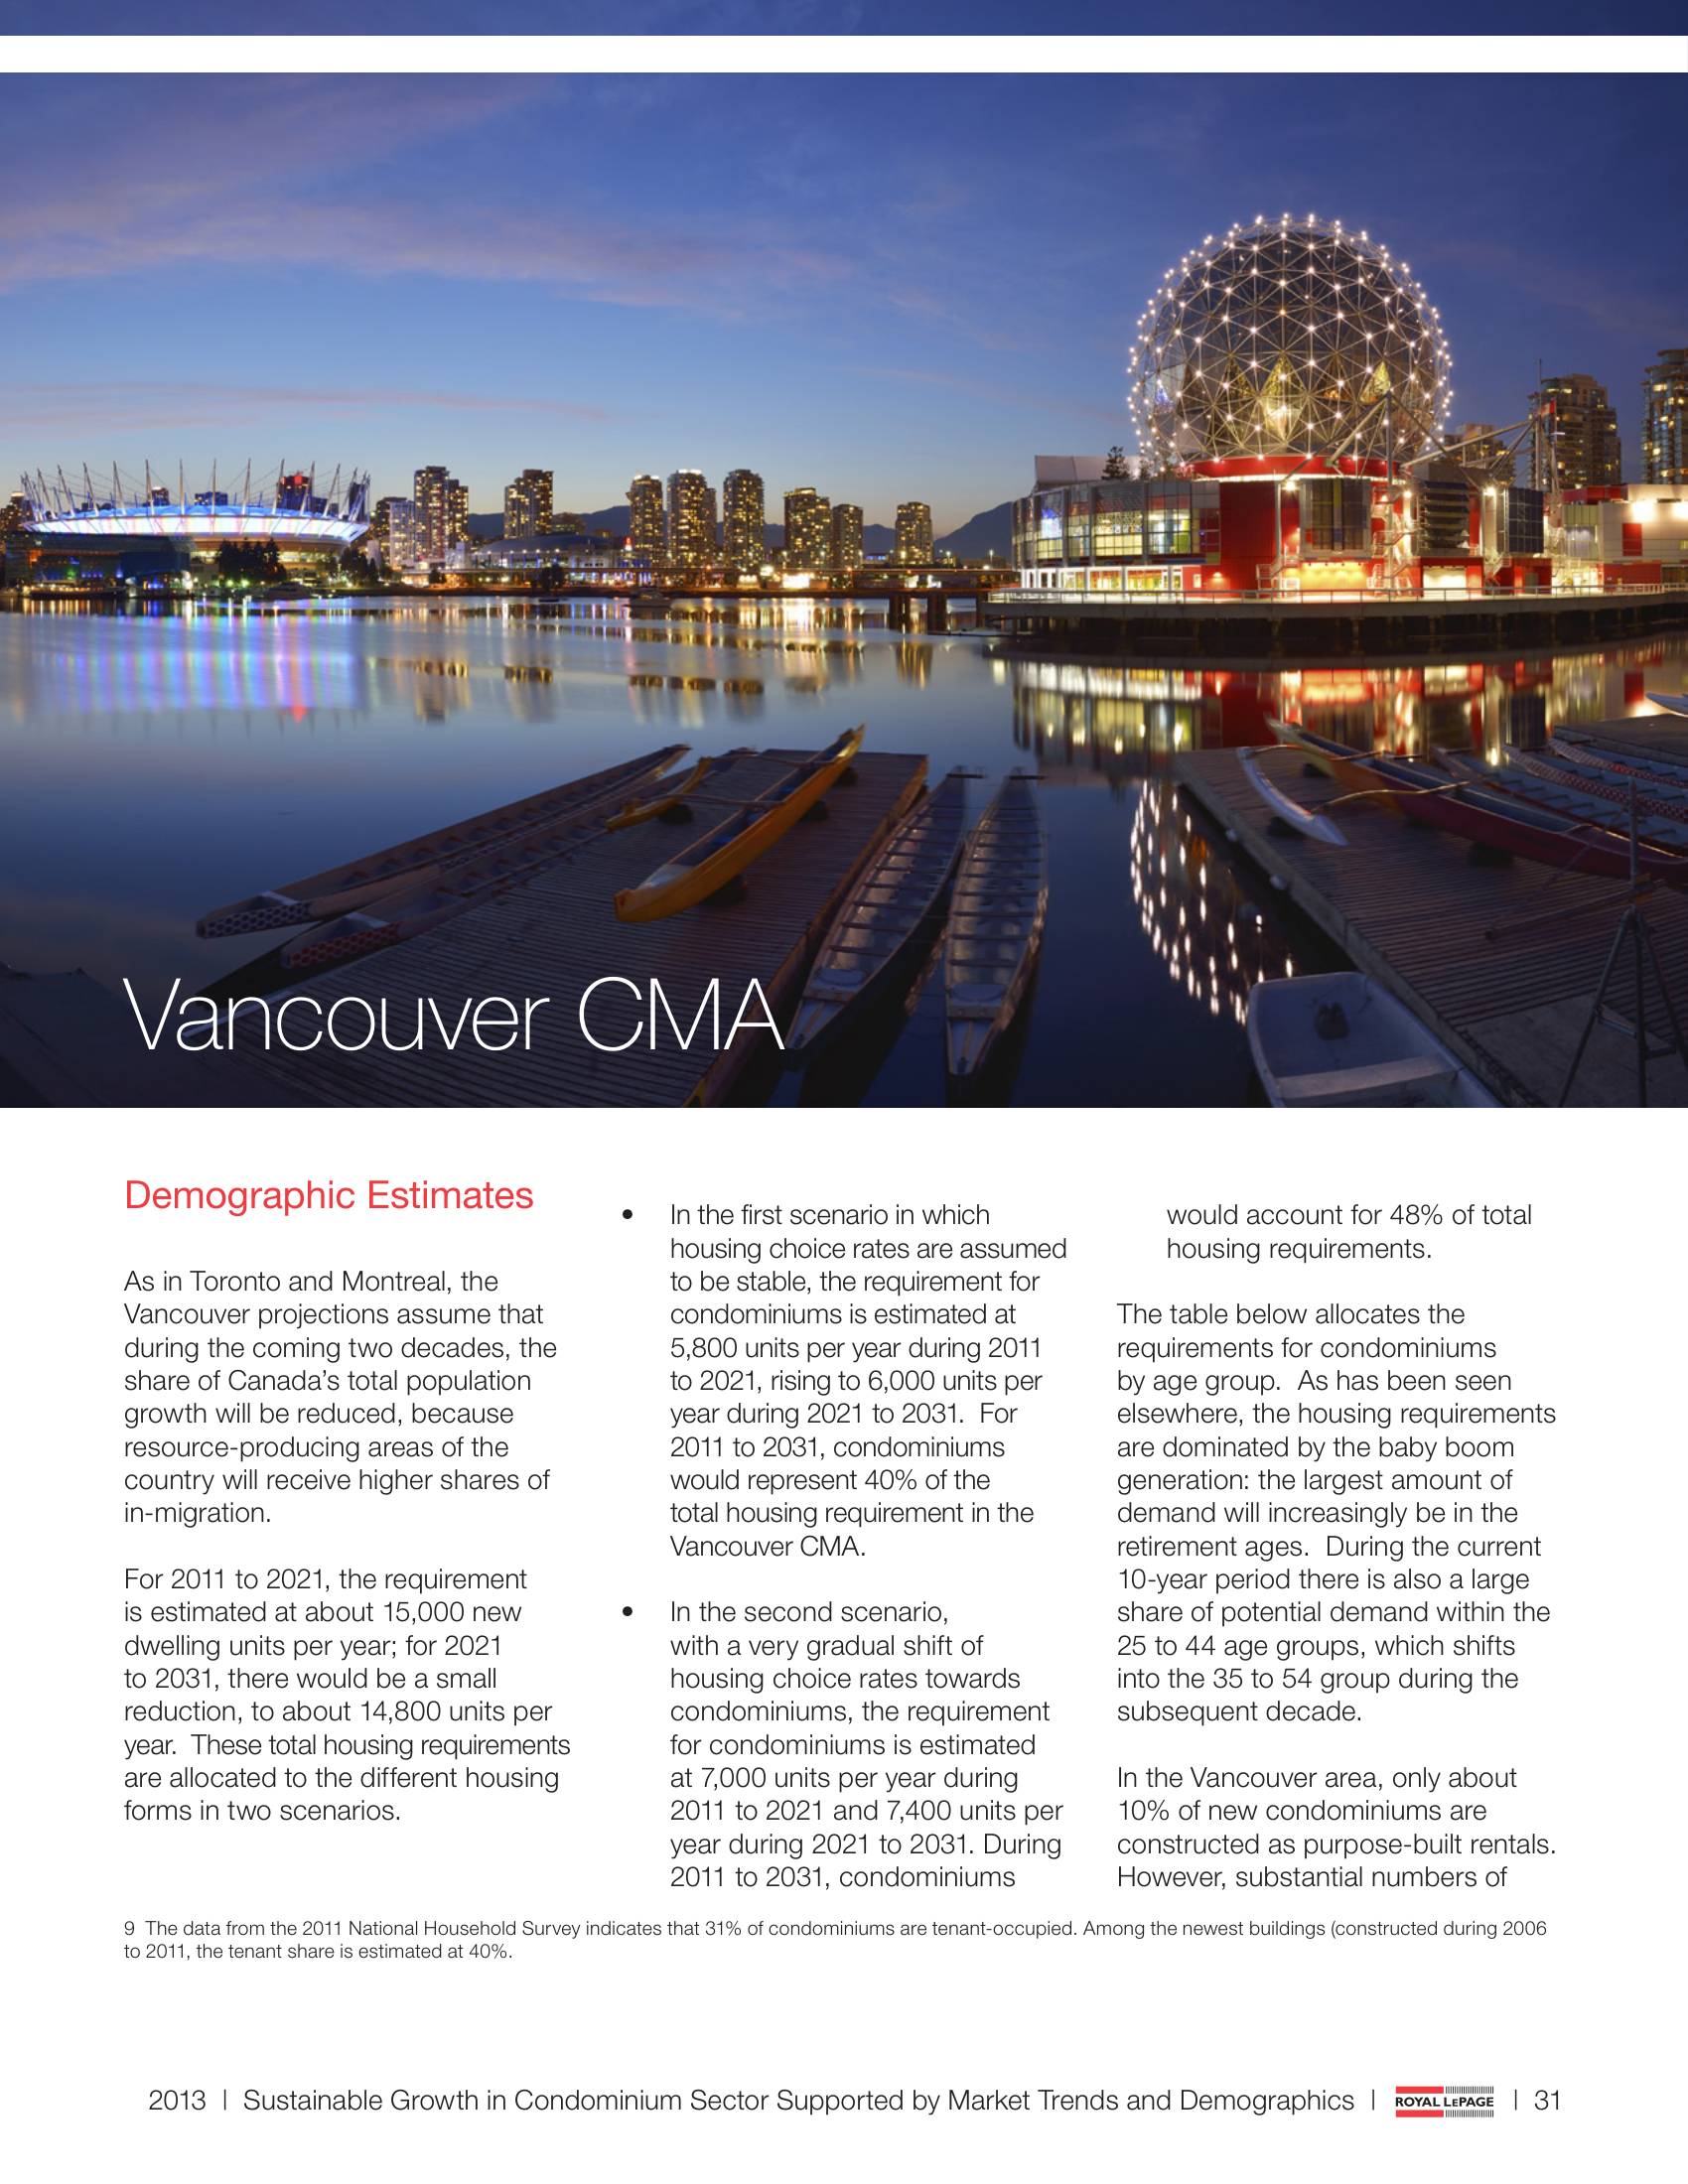 Vancouver CMA
Demographic Estimates
As in Toronto and Montreal, the
Vancouver projections assume that
during the coming two decades, the
share of Canada’s total population
growth will be reduced, because
resource-producing areas of the
country will receive higher shares of
in-migration.
For 2011 to 2021, the requirement
is estimated at about 15,000 new
dwelling units per year; for 2021
to 2031, there would be a small
reduction, to about 14,800 units per
year.  These total housing requirements
are allocated to the different housing
forms in two scenarios.
• In the first scenario in which
housing choice rates are assumed
to be stable, the requirement for
condominiums is estimated at
5,800 units per year during 2011
to 2021, rising to 6,000 units per
year during 2021 to 2031.  For
2011 to 2031, condominiums
would represent 40% of the
total housing requirement in the
Vancouver CMA.
• In the second scenario,
with a very gradual shift of
housing choice rates towards
condominiums, the requirement
for condominiums is estimated
at 7,000 units per year during
2011 to 2021 and 7,400 units per
year during 2021 to 2031. During
2011 to 2031, condominiums
would account for 48% of total
housing requirements.
The table below allocates the
requirements for condominiums
by age group.  As has been seen
elsewhere, the housing requirements
are dominated by the baby boom
generation: the largest amount of
demand will increasingly be in the
retirement ages.  During the current
10-year period there is also a large
share of potential demand within the
25 to 44 age groups, which shifts
into the 35 to 54 group during the
subsequent decade.
In the Vancouver area, only about
10% of new condominiums are
constructed as purpose-built rentals.
However, substantial numbers of
9  The data from the 2011 National Household Survey indicates that 31% of condominiums are tenant-occupied. Among the newest buildings (constructed during 2006
to 2011, the tenant share is estimated at 40%.
2013 | Sustainable Growth in Condominium Sector Supported by Market Trends and Demographics | ROYAL LEPAGE | 31